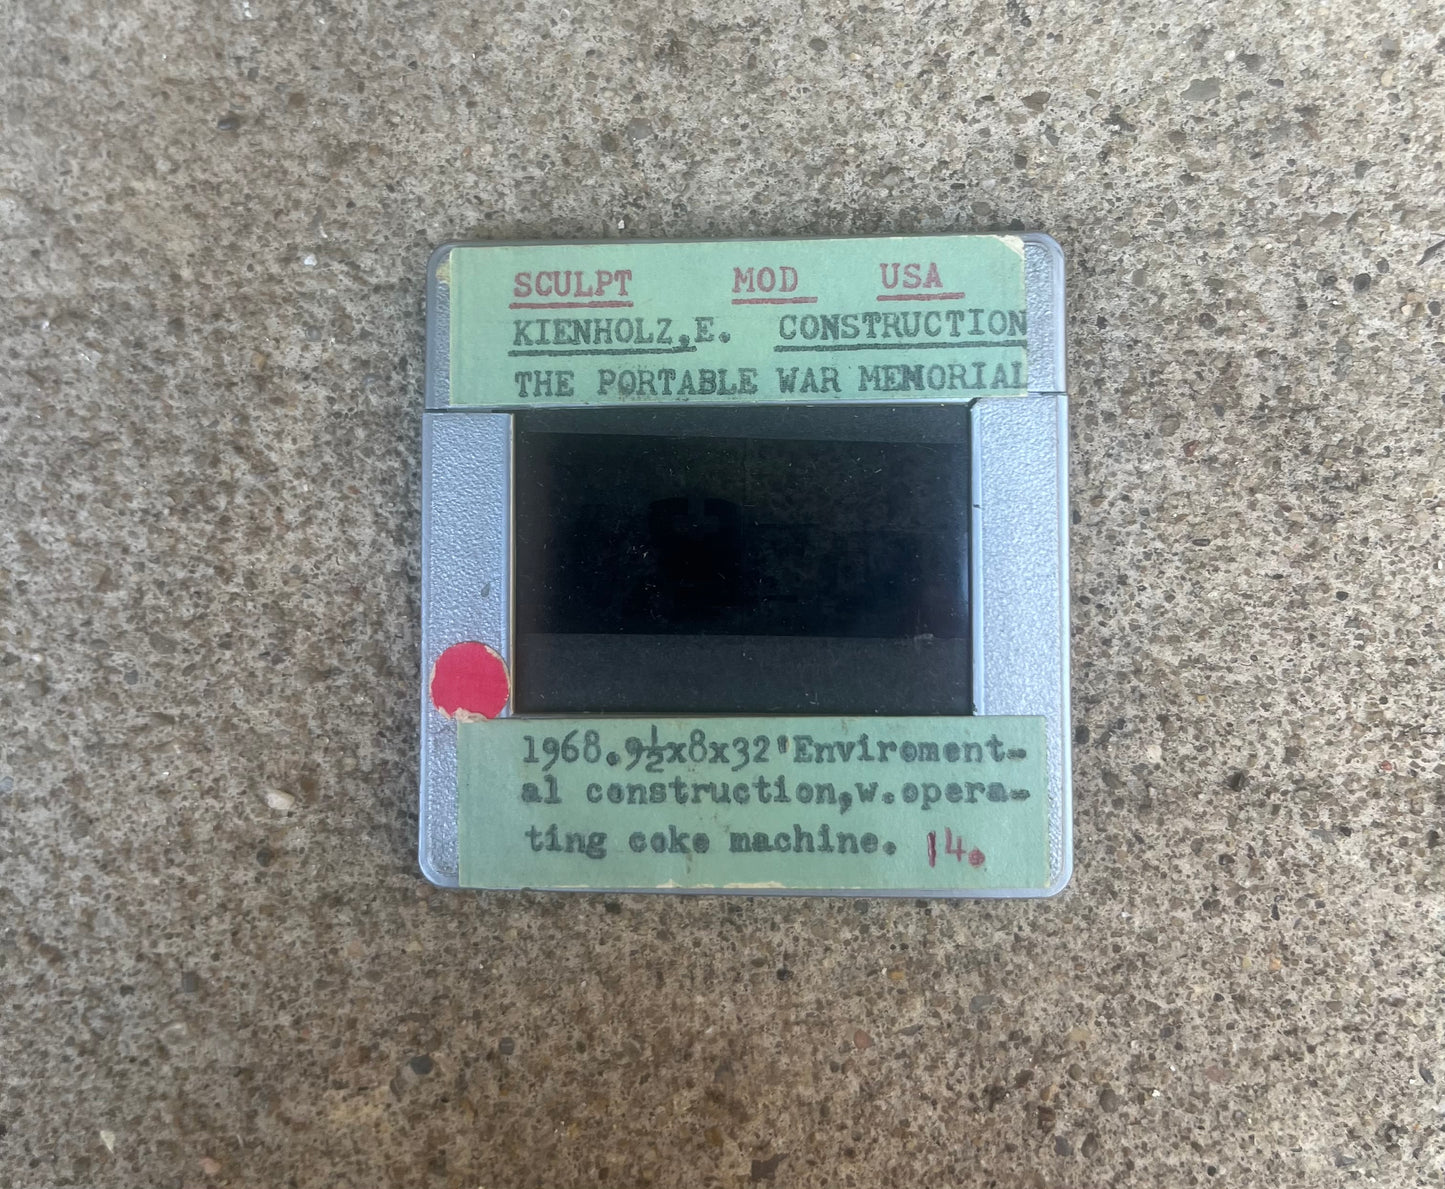 SCULPT MOD USA
KIENHOLZ,E. CONSTRUCTION
THE PORTABLE WAR MEMORIAL
1968.9½x8x32'Enviroment-
al construction,w.opera-
ting coke machine. 14.